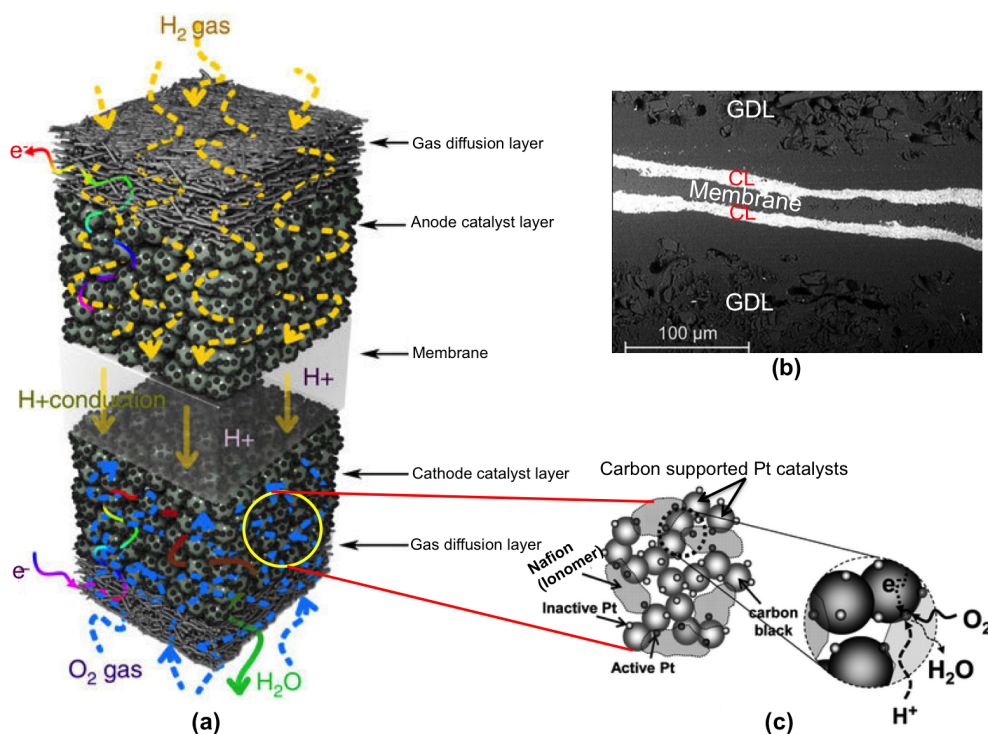 H2 gas
Gas diffusion layer
e-
Anode catalyst layer
Membrane
H+
H+conduction
H+
Cathode catalyst layer
Gas diffusion layer
e-
O2 gas
H2O
(a)
GDL
CL
Membrane
CL
GDL
100 µm
(b)
Carbon supported Pt catalysts
Nafion
(Ionomer)
Inactive Pt
carbon
black
Active Pt
e-
O2
H2O
H+
(c)